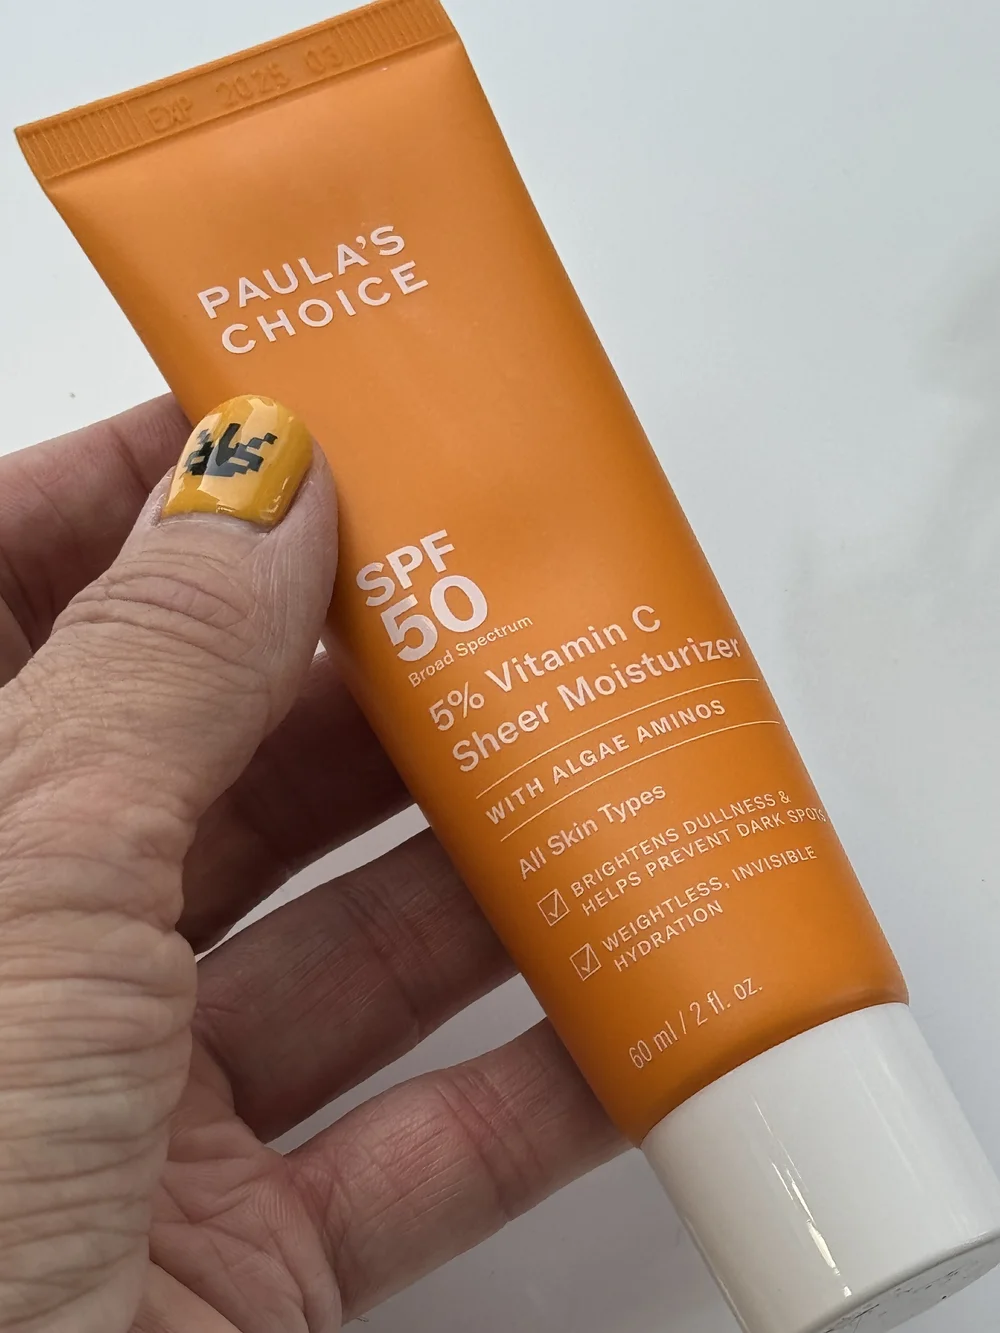 EXP 2025 03
PAULA'S
CHOICE
SPF
50
Broad Spectrum
5% Vitamin C
Sheer Moisturizer
WITH ALGAE AMINOS
All Skin Types
BRIGHTENS DULLNESS &
HELPS PREVENT DARK SPOTS
WEIGHTLESS, INVISIBLE
HYDRATION
60 ml / 2 fl. oz.